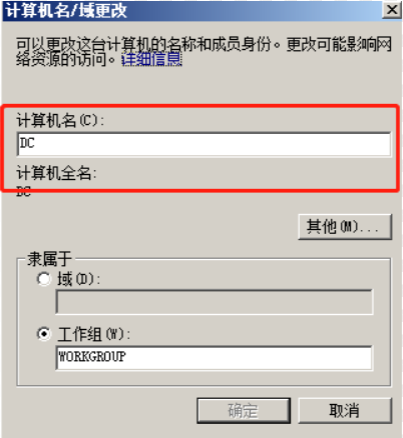 计算机名/域更改
可以更改这台计算机的名称和成员身份。更改可能影响网
络资源的访问。详细信息
计算机名(C):
DC
计算机全名:
DC
其他(M)...
隶属于
域(D):
工作组(W):
WORKGROUP
确定
取消